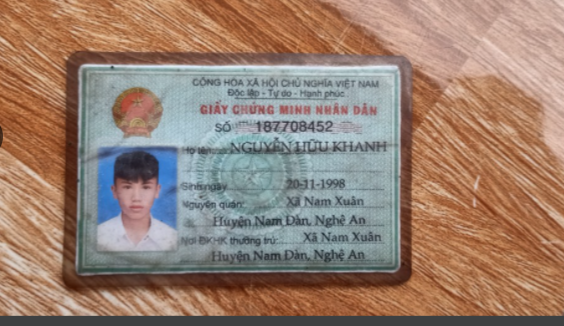 CỘNG HÒA XÃ HỘI CHỦ NGHĨA VIỆT NAM
Độc lập - Tự do - Hạnh phúc
GIẤY CHỨNG MINH NHÂN DÂN
SỐ 187708452
Họ tên: NGUYỄN HỮU KHANH
Sinh ngày 20-11-1998
Nguyên quán: Xã Nam Xuân
Huyện Nam Đàn, Nghệ An
Nơi ĐKHK thường trú: Xã Nam Xuân
Huyện Nam Đàn, Nghệ An